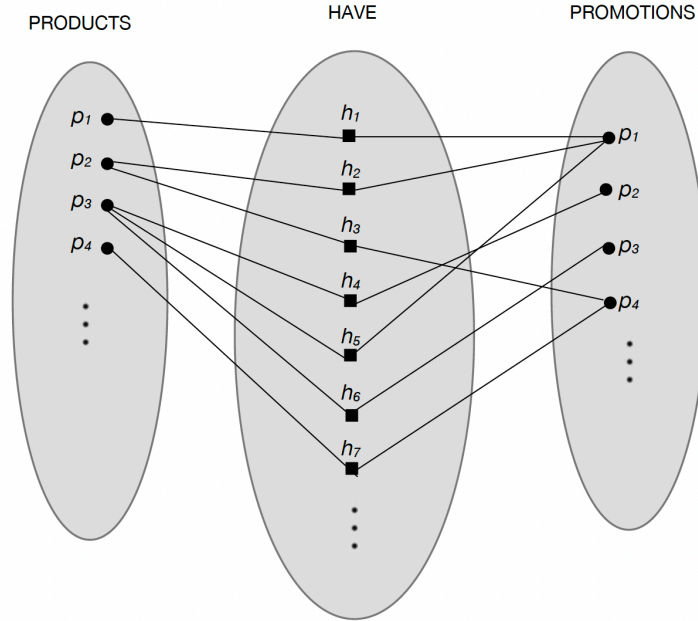 PRODUCTS
HAVE
PROMOTIONS
p1
p2
p3
p4
h1
h2
h3
h4
h5
h6
h7
p1
p2
p3
p4